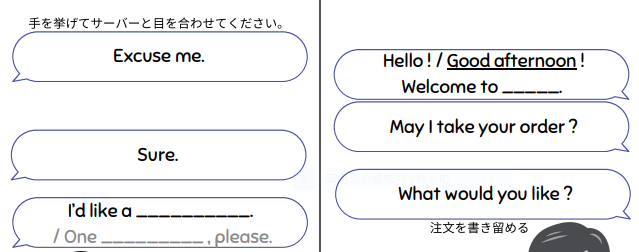 手を挙げてサーバーと目を合わせてください。
Excuse me.
Sure.
I'd like a __________.
/ One _________ , please.
Hello ! / Good afternoon !
Welcome to _____.
May I take your order ?
What would you like ?
注文を書き留める